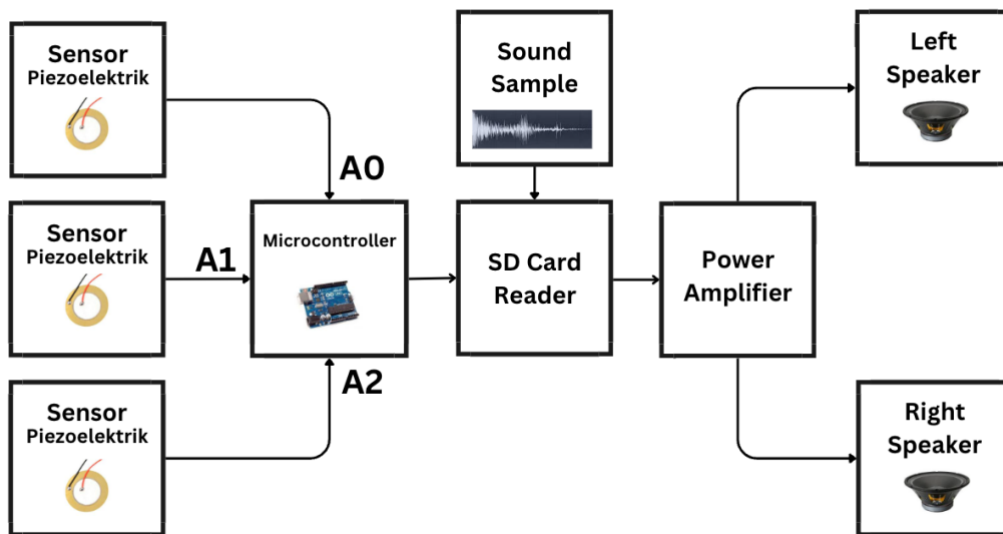 Sensor
Piezoelektrik
A0
Sensor
Piezoelektrik
A1
Sensor
Piezoelektrik
A2
Microcontroller
Sound
Sample
SD Card
Reader
Power
Amplifier
Left
Speaker
Right
Speaker